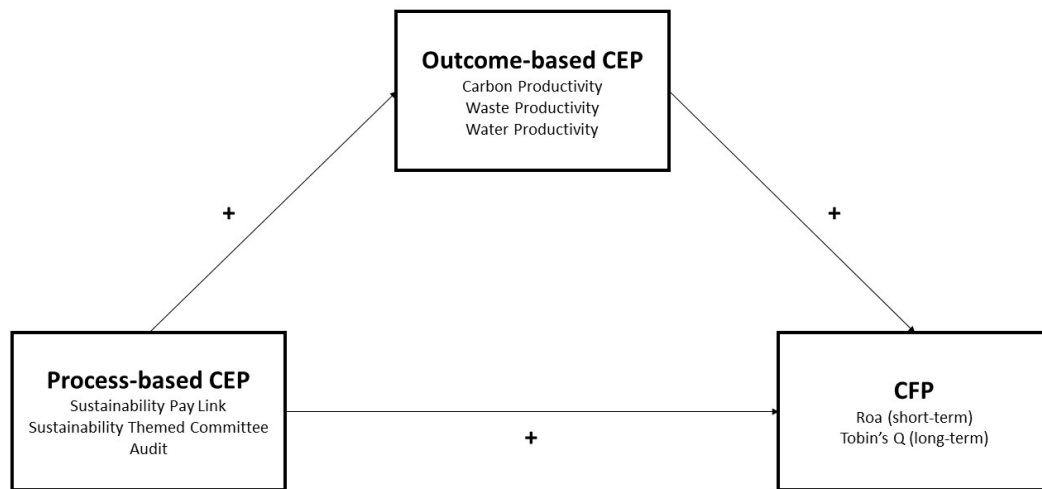 Outcome-based CEP
Carbon Productivity
Waste Productivity
Water Productivity
+
+
Process-based CEP
Sustainability Pay Link
Sustainability Themed Committee
Audit
+
CFP
Roa (short-term)
Tobin's Q (long-term)